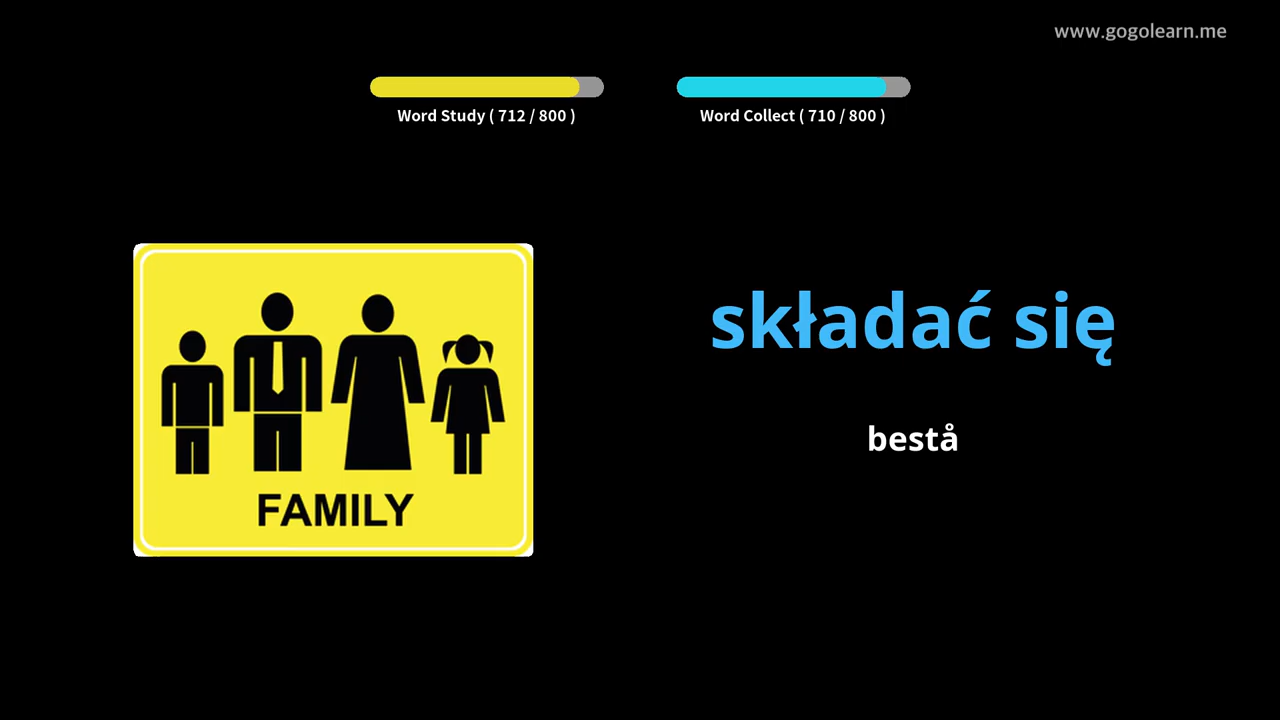 www.gogolearn.me
Word Study ( 712 / 800 )
Word Collect ( 710 / 800 )
FAMILY
składać się
bestå